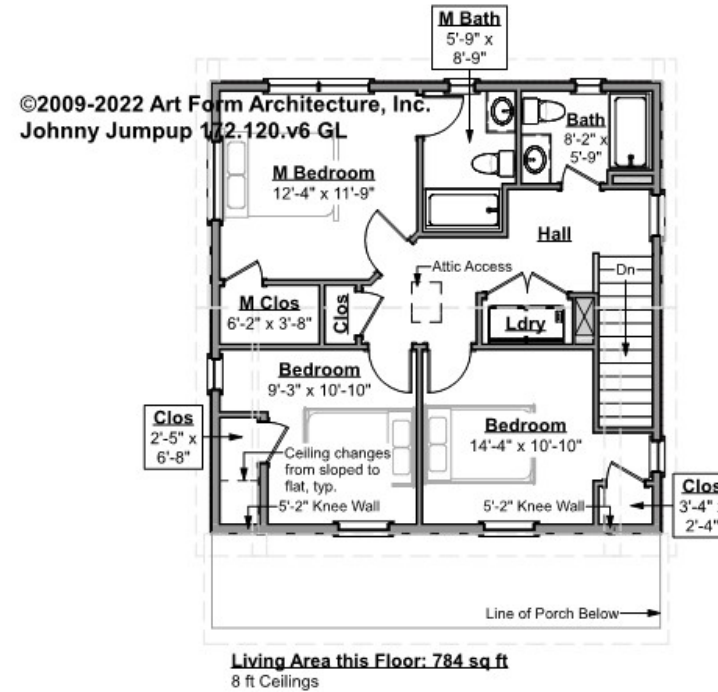 M Bath
5'-9" x
8'-9"
©2009-2022 Art Form Architecture, Inc.
Johnny Jumpup 172.120.v6 GL
Bath
8'-2" x
5'-9"
M Bedroom
12'-4" x 11'-9"
Hall
Attic Access
Dn
M Clos
6'-2" x 3'-8"
Clos
Ldry
Bedroom
9'-3" x 10'-10"
Clos
2'-5" x
6'-8"
Bedroom
14'-4" x 10'-10"
Ceiling changes
from sloped to
flat, typ.
5'-2" Knee Wall
5'-2" Knee Wall
Clos
3'-4" x
2'-4"
Line of Porch Below
Living Area this Floor: 784 sq ft
8 ft Ceilings